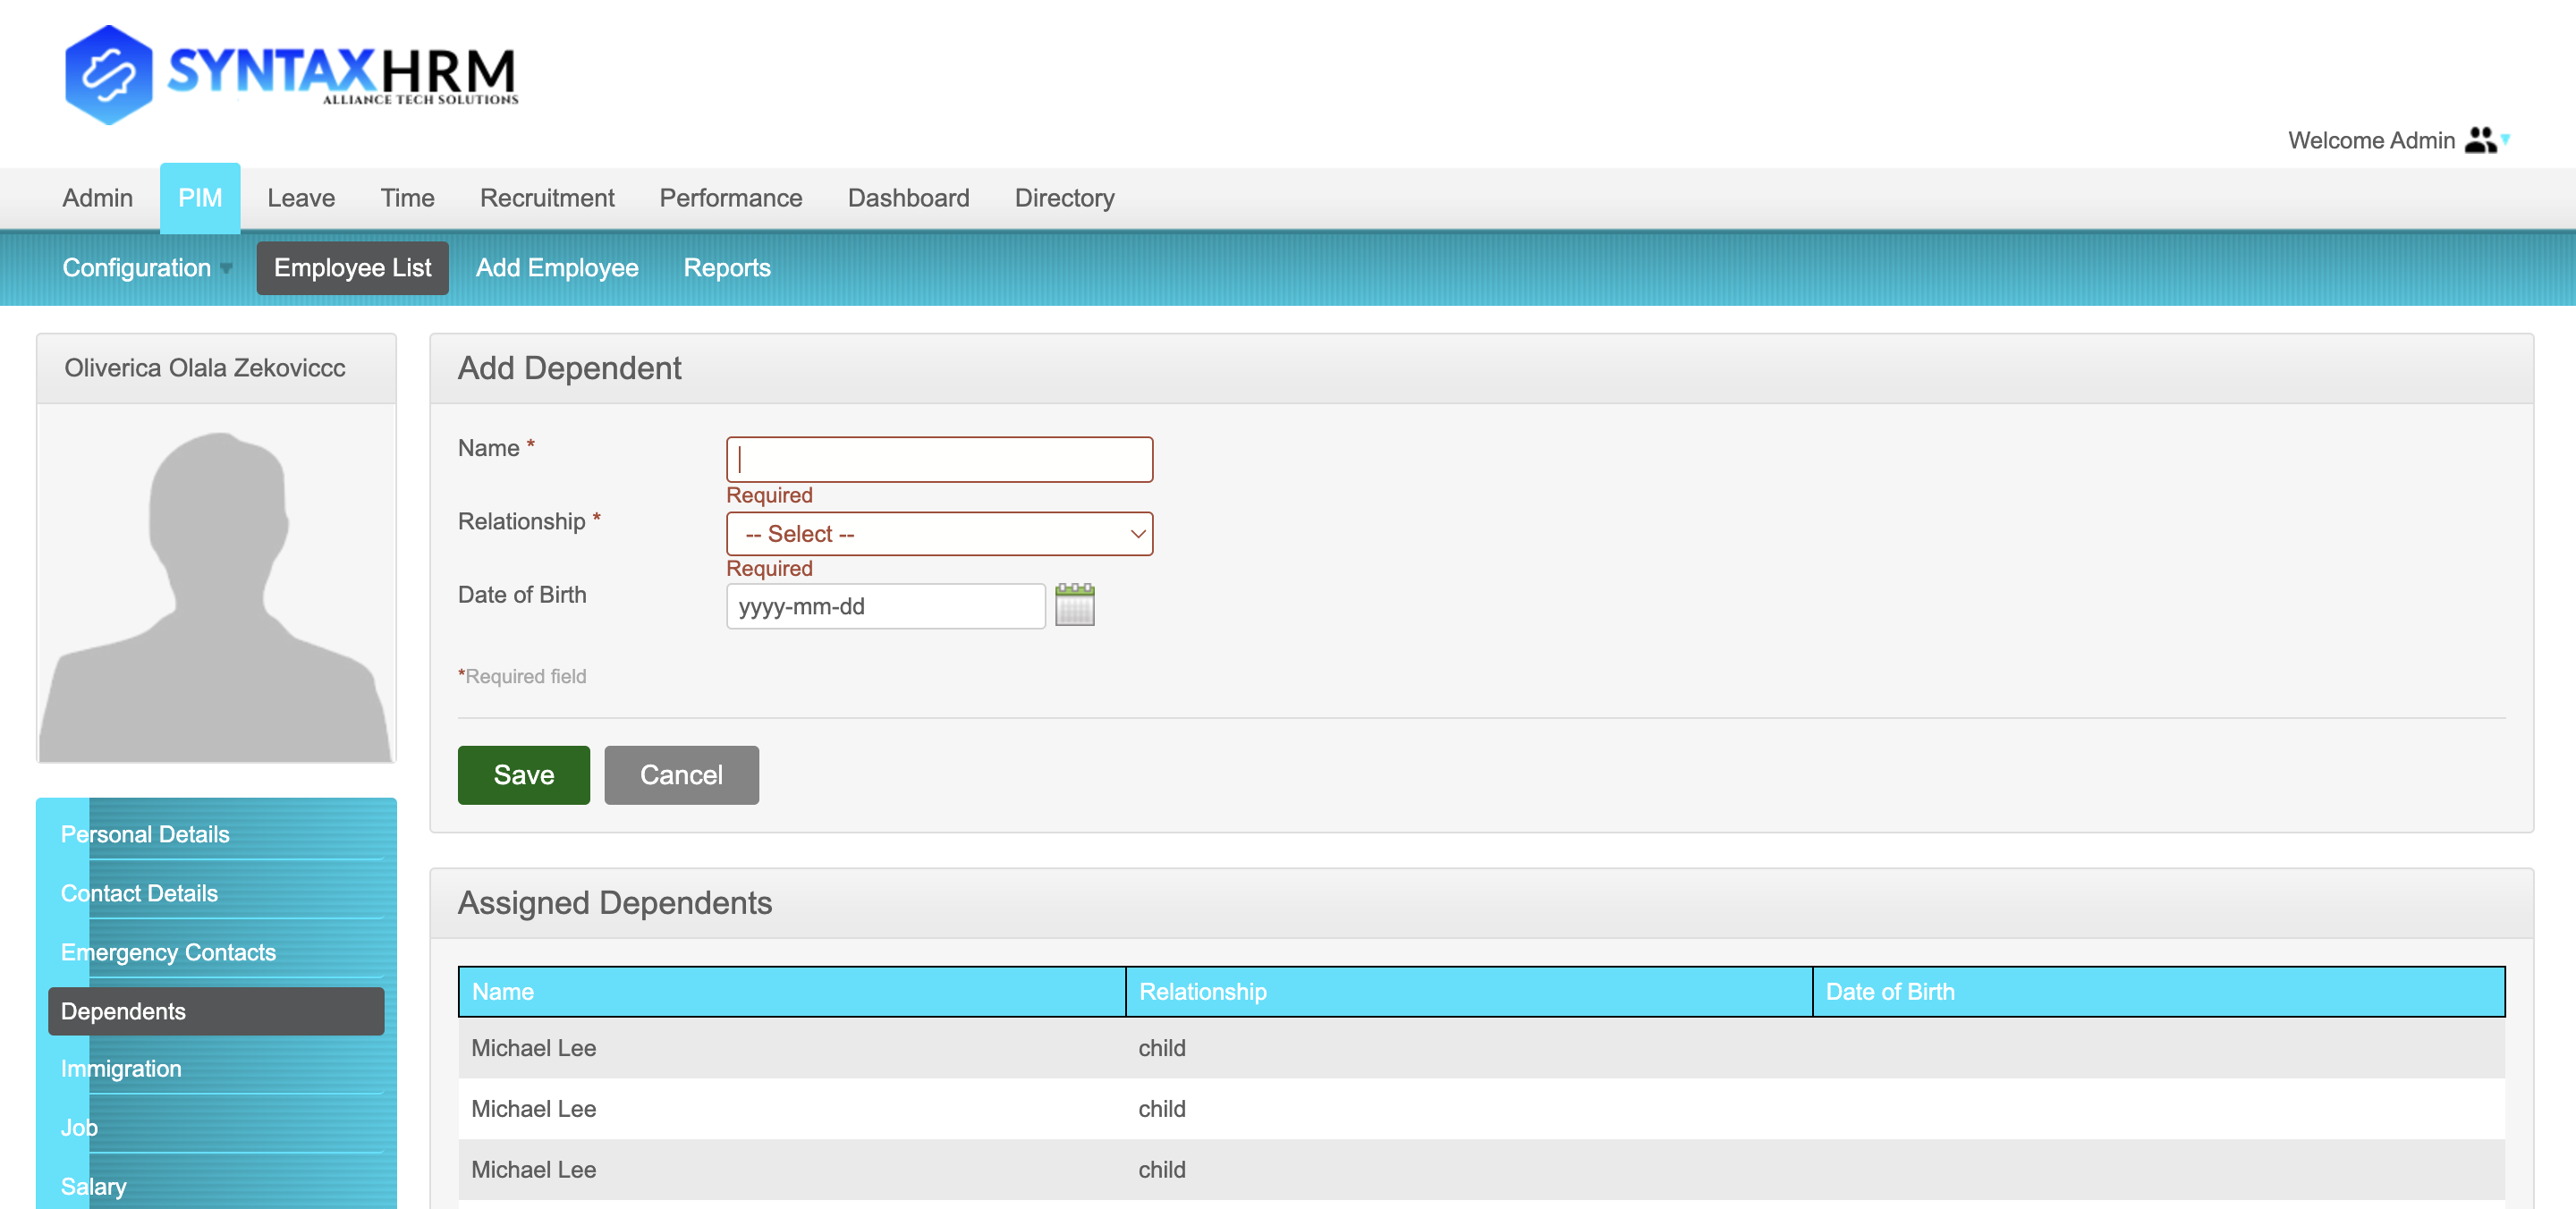 SYNTAXHRM
ALLIANCE TECH SOLUTIONS
Welcome Admin
Admin PIM Leave Time Recruitment Performance Dashboard Directory
Configuration Employee List Add Employee Reports
Oliverica Olala Zekoviccc
Personal Details
Contact Details
Emergency Contacts
Dependents
Immigration
Job
Salary
Add Dependent
Name *
Required
Relationship * -- Select --
Required
Date of Birth yyyy-mm-dd
*Required field
Save Cancel
Assigned Dependents
Name Relationship Date of Birth
Michael Lee child
Michael Lee child
Michael Lee child